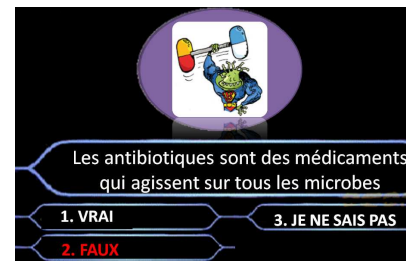 Les antibiotiques sont des médicaments
qui agissent sur tous les microbes
1. VRAI
3. JE NE SAIS PAS
2. FAUX